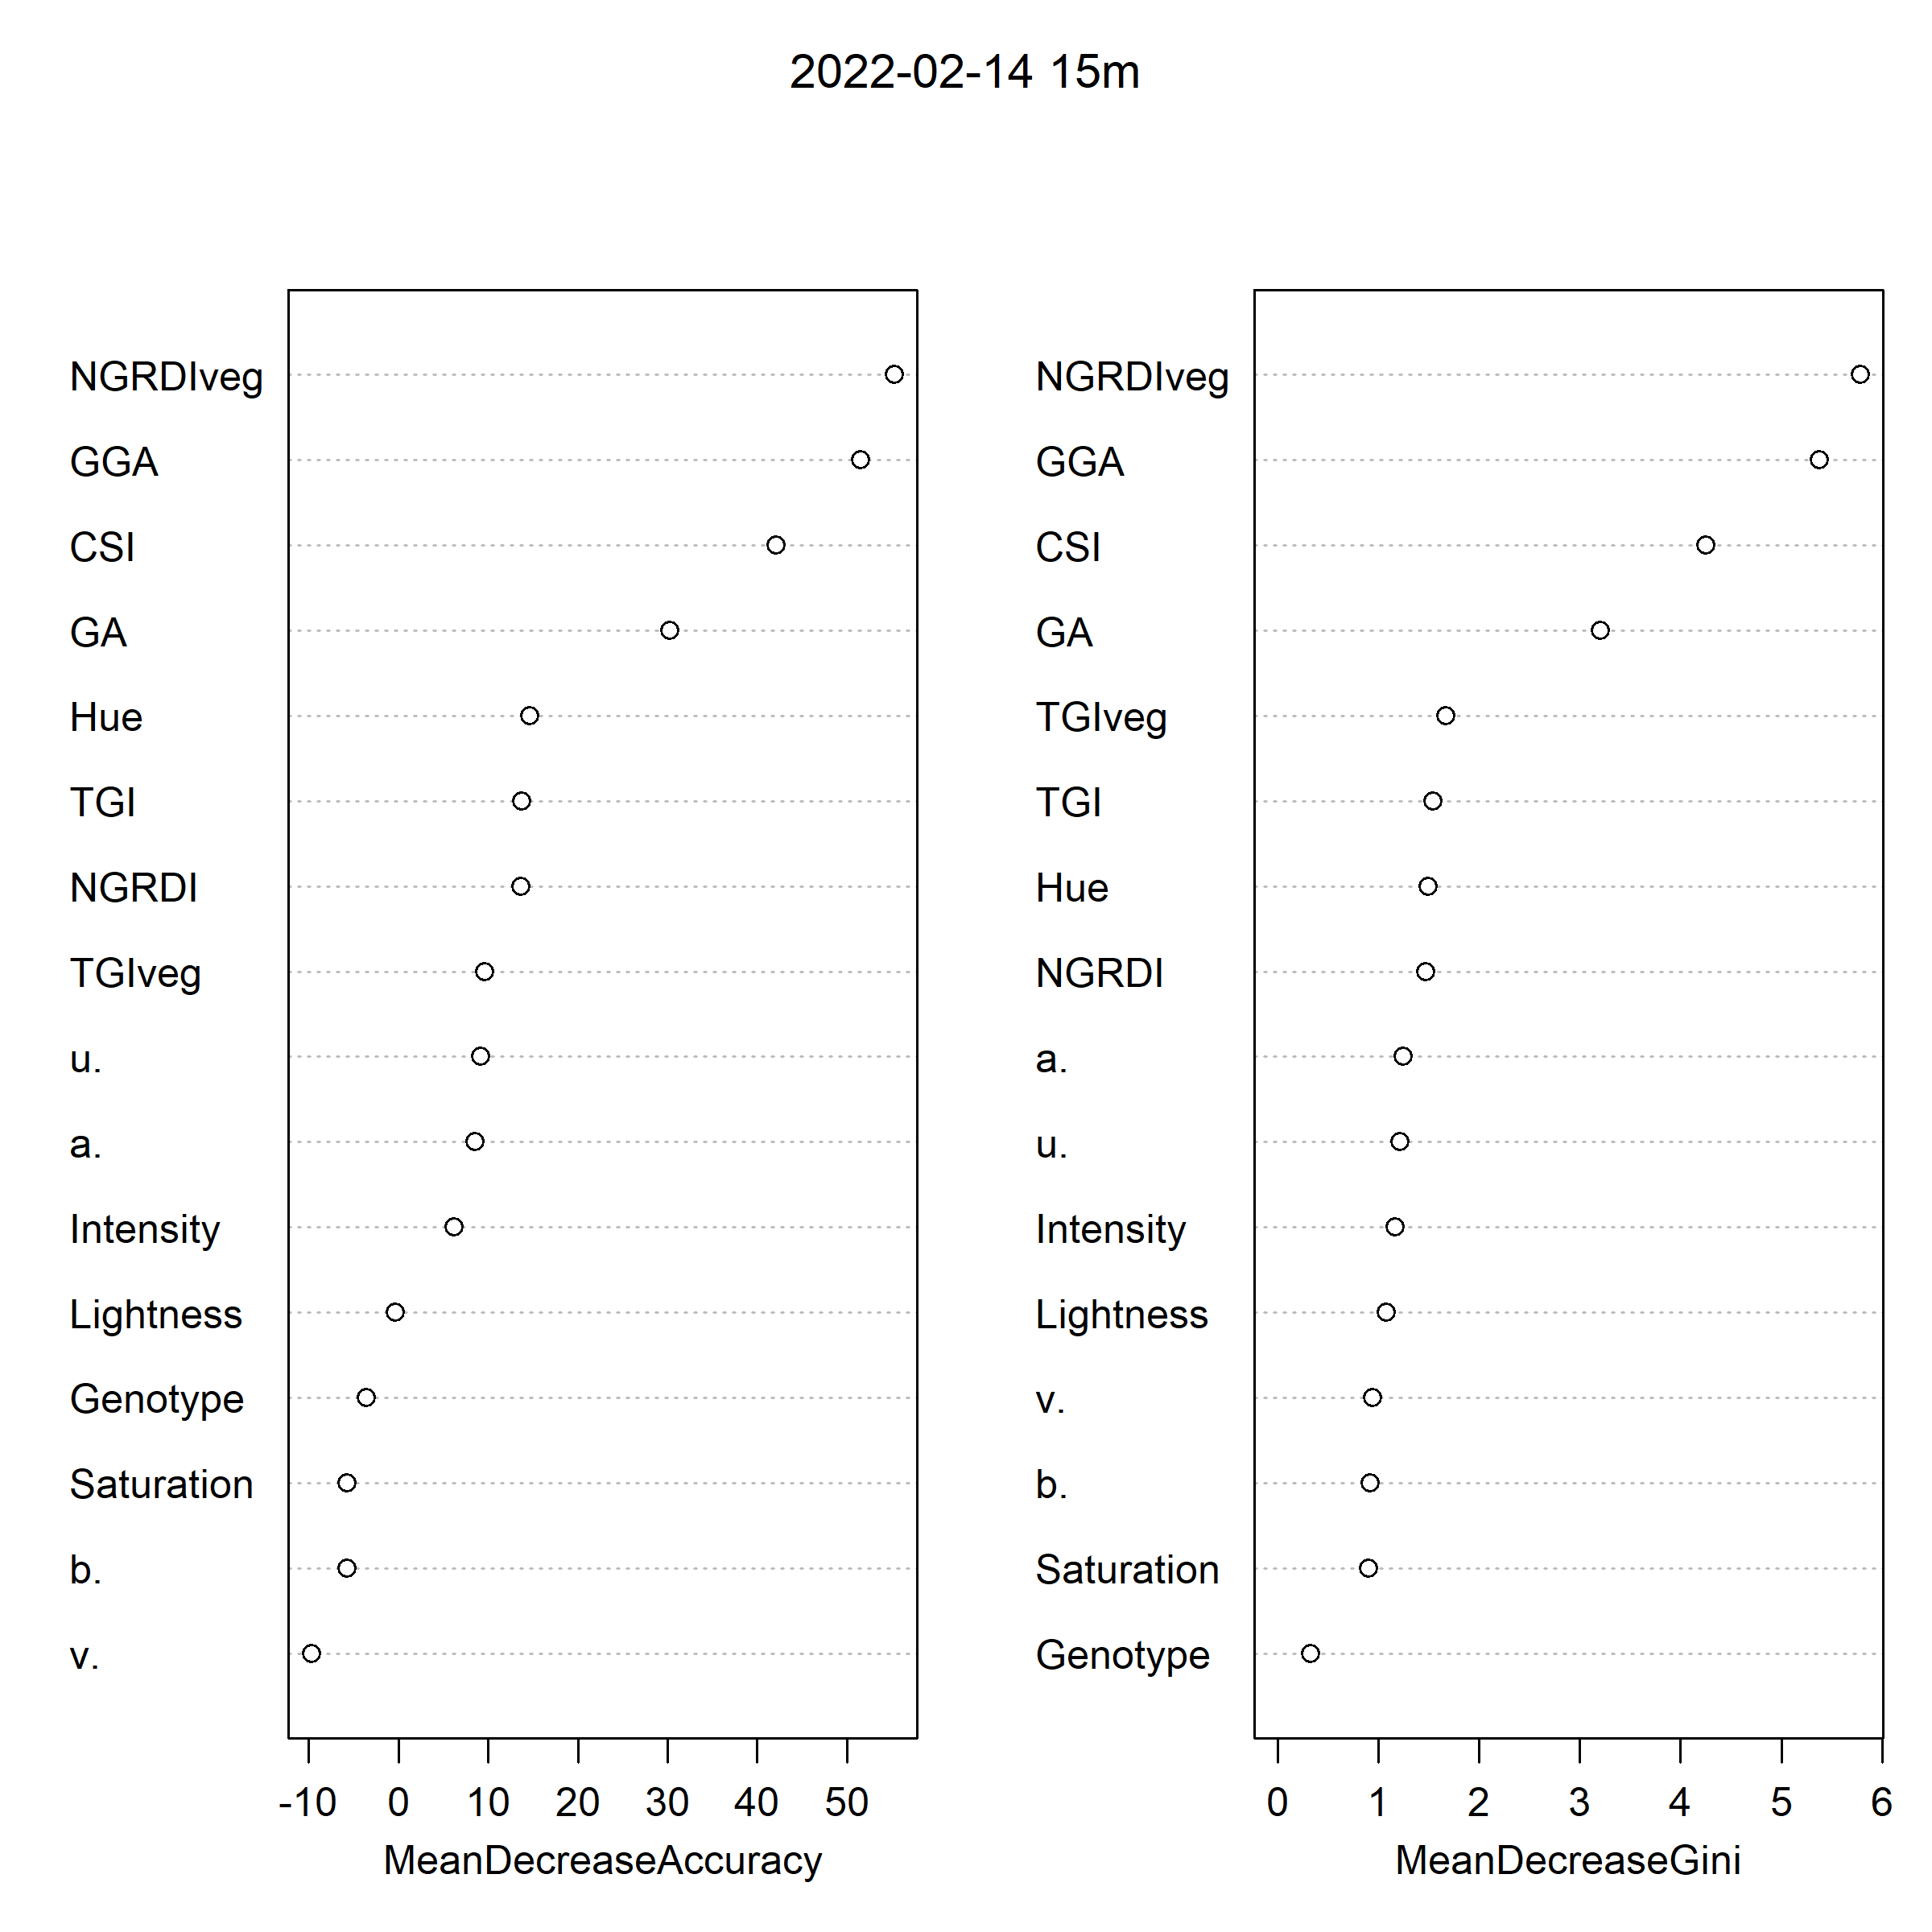 2022-02-14 15m
NGRDIveg
GGA
CSI
GA
Hue
TGI
NGRDI
TGIveg
u.
a.
Intensity
Lightness
Genotype
Saturation
b.
v.
-10 0 10 20 30 40 50
MeanDecreaseAccuracy
NGRDIveg
GGA
CSI
GA
TGIveg
TGI
Hue
NGRDI
a.
u.
Intensity
Lightness
v.
b.
Saturation
Genotype
0 1 2 3 4 5 6
MeanDecreaseGini